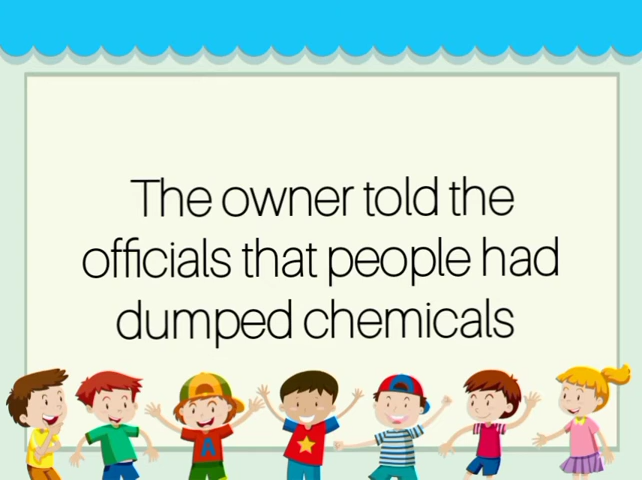 The owner told the
officials that people had
dumped chemicals
A